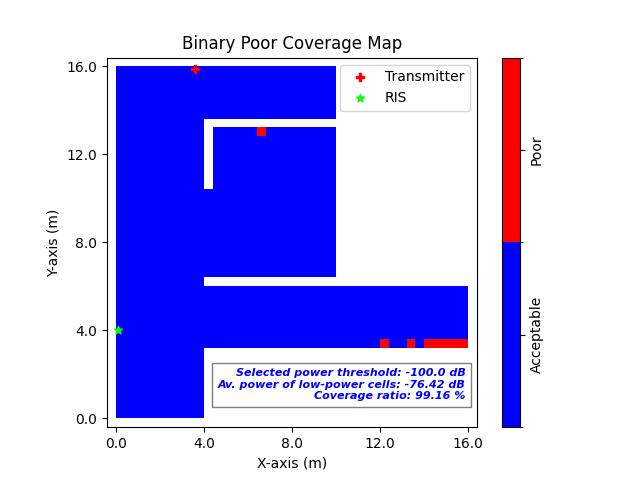 Binary Poor Coverage Map
Transmitter
RIS
16.0
12.0
8.0
4.0
0.0
Y-axis (m)
Selected power threshold: -100.0 dB
Av. power of low-power cells: -76.42 dB
Coverage ratio: 99.16 %
0.0 4.0 8.0 12.0 16.0
X-axis (m)
Poor
Acceptable